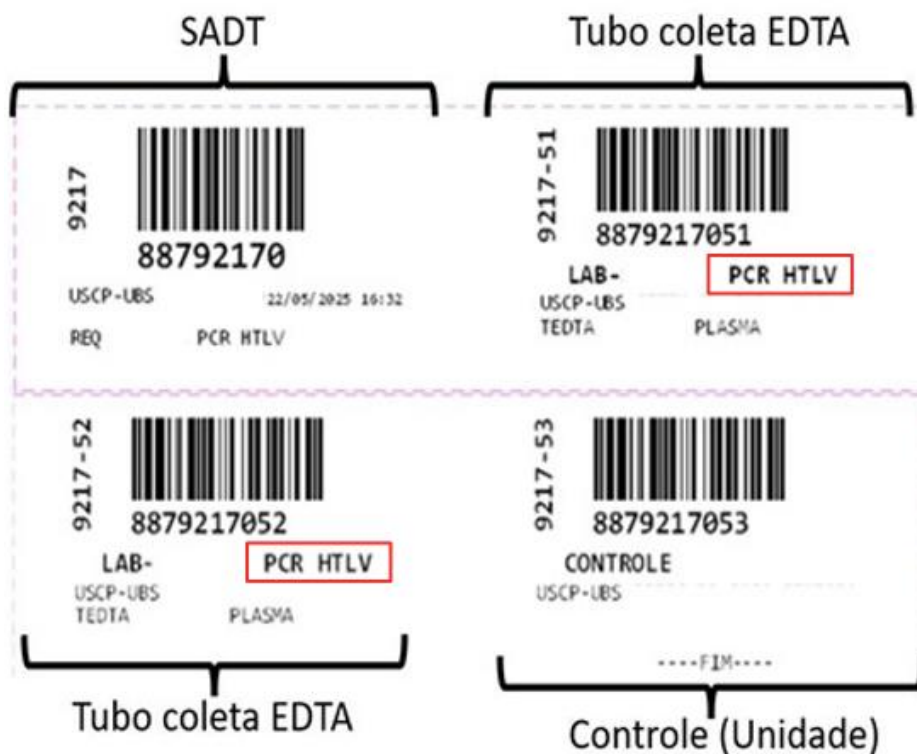 SADT
Tubo coleta EDTA
9217
88792170
USCP-UBS 22/05/2025 16:32
REQ PCR HTLV
9217-51
8879217051
LAB- PCR HTLV
USCP-UBS
TEDTA PLASMA
9217-52
8879217052
LAB- PCR HTLV
USCP-UBS
TEDTA PLASMA
Tubo coleta EDTA
9217-53
8879217053
CONTROLE
USCP-UBS
----FIM----
Controle (Unidade)